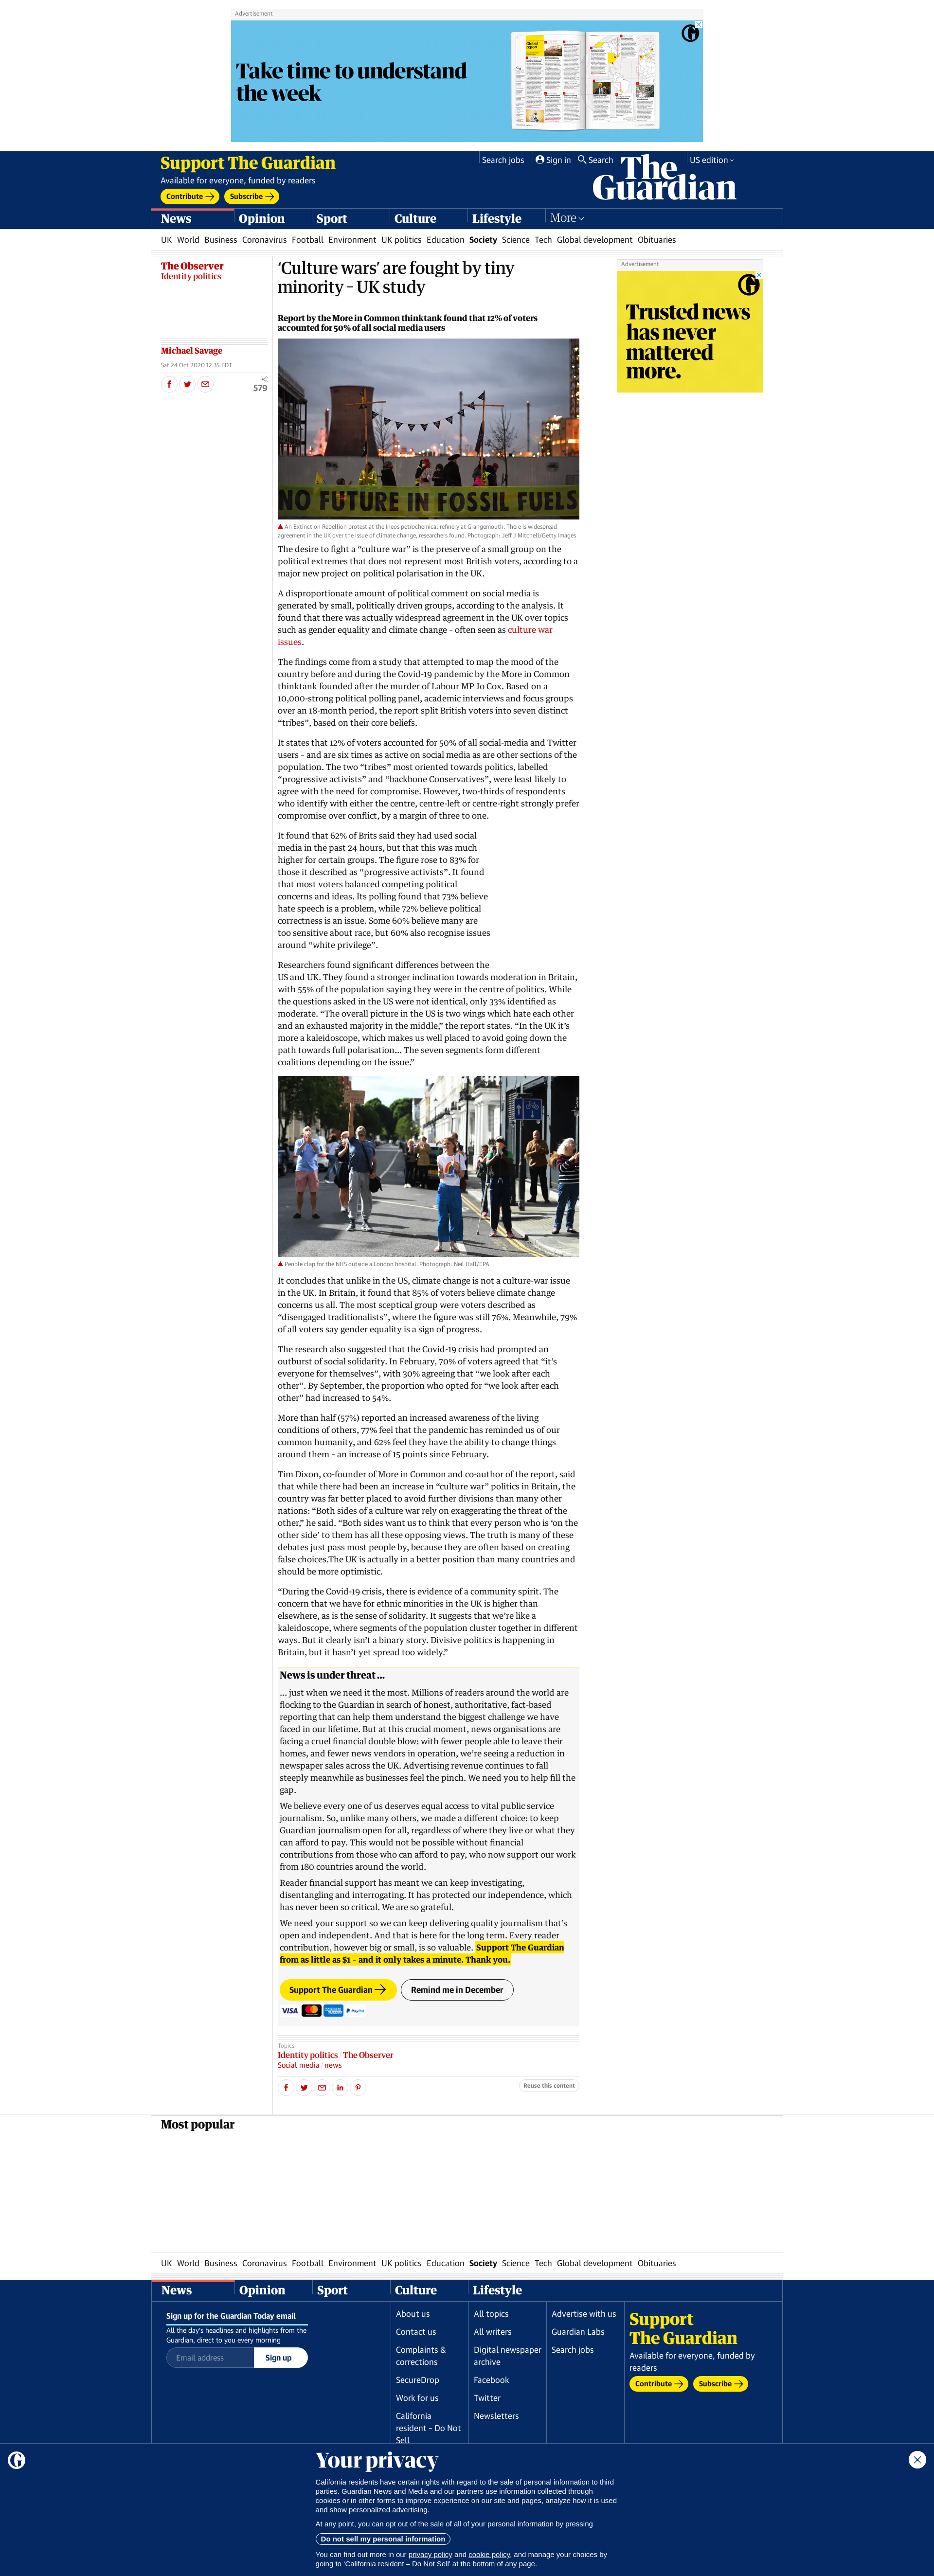 Advertisement
Take time to understand
the week
Support The Guardian
Available for everyone, funded by readers
Contribute
Subscribe
Search jobs
Sign in
Search
US edition
The
Guardian
News
Opinion
Sport
Culture
Lifestyle
More
UK World Business Coronavirus Football Environment UK politics Education Society Science Tech Global development Obituaries
The Observer
Identity politics
‘Culture wars’ are fought by tiny
minority – UK study
Report by the More in Common thinktank found that 12% of voters
accounted for 50% of all social media users
Michael Savage
Sat 24 Oct 2020 12.35 EDT
579
Advertisement
Trusted news
has never
mattered
more.
NO FUTURE IN FOSSIL FUELS
An Extinction Rebellion protest at the Ineos petrochemical refinery at Grangemouth. There is widespread
agreement in the UK over the issue of climate change, researchers found. Photograph: Jeff J Mitchell/Getty Images
The desire to fight a “culture war” is the preserve of a small group on the
political extremes that does not represent most British voters, according to a
major new project on political polarisation in the UK.
A disproportionate amount of political comment on social media is
generated by small, politically driven groups, according to the analysis. It
found that there was actually widespread agreement in the UK over topics
such as gender equality and climate change – often seen as culture war
issues.
The findings come from a study that attempted to map the mood of the
country before and during the Covid-19 pandemic by the More in Common
thinktank founded after the murder of Labour MP Jo Cox. Based on a
10,000-strong political polling panel, academic interviews and focus groups
over an 18-month period, the report split British voters into seven distinct
“tribes”, based on their core beliefs.
It states that 12% of voters accounted for 50% of all social-media and Twitter
users – and are six times as active on social media as are other sections of the
population. The two “tribes” most oriented towards politics, labelled
“progressive activists” and “backbone Conservatives”, were least likely to
agree with the need for compromise. However, two-thirds of respondents
who identify with either the centre, centre-left or centre-right strongly prefer
compromise over conflict, by a margin of three to one.
It found that 62% of Brits said they had used social
media in the past 24 hours, but that this was much
higher for certain groups. The figure rose to 83% for
those it described as “progressive activists”. It found
that most voters balanced competing political
concerns and ideas. Its polling found that 73% believe
hate speech is a problem, while 72% believe political
correctness is an issue. Some 60% believe many are
too sensitive about race, but 60% also recognise issues
around “white privilege”.
Researchers found significant differences between the
US and UK. They found a stronger inclination towards moderation in Britain,
with 55% of the population saying they were in the centre of politics. While
the questions asked in the US were not identical, only 33% identified as
moderate. “The overall picture in the US is two wings which hate each other
and an exhausted majority in the middle,” the report states. “In the UK it’s
more a kaleidoscope, which makes us well placed to avoid going down the
path towards full polarisation… The seven segments form different
coalitions depending on the issue.”
People clap for the NHS outside a London hospital. Photograph: Neil Hall/EPA
It concludes that unlike in the US, climate change is not a culture-war issue
in the UK. In Britain, it found that 85% of voters believe climate change
concerns us all. The most sceptical group were voters described as
“disengaged traditionalists”, where the figure was still 76%. Meanwhile, 79%
of all voters say gender equality is a sign of progress.
The research also suggested that the Covid-19 crisis had prompted an
outburst of social solidarity. In February, 70% of voters agreed that “it’s
everyone for themselves”, with 30% agreeing that “we look after each
other”. By September, the proportion who opted for “we look after each
other” had increased to 54%.
More than half (57%) reported an increased awareness of the living
conditions of others, 77% feel that the pandemic has reminded us of our
common humanity, and 62% feel they have the ability to change things
around them – an increase of 15 points since February.
Tim Dixon, co-founder of More in Common and co-author of the report, said
that while there had been an increase in “culture war” politics in Britain, the
country was far better placed to avoid further divisions than many other
nations: “Both sides of a culture war rely on exaggerating the threat of the
other,” he said. “Both sides want us to think that every person who is ‘on the
other side’ to them has all these opposing views. The truth is many of these
debates just pass most people by, because they are often based on creating
false choices.The UK is actually in a better position than many countries and
should be more optimistic.
“During the Covid-19 crisis, there is evidence of a community spirit. The
concern that we have for ethnic minorities in the UK is higher than
elsewhere, as is the sense of solidarity. It suggests that we’re like a
kaleidoscope, where segments of the population cluster together in different
ways. But it clearly isn’t a binary story. Divisive politics is happening in
Britain, but it hasn’t yet spread too widely.”
News is under threat …
… just when we need it the most. Millions of readers around the world are
flocking to the Guardian in search of honest, authoritative, fact-based
reporting that can help them understand the biggest challenge we have
faced in our lifetime. But at this crucial moment, news organisations are
facing a cruel financial double blow: with fewer people able to leave their
homes, and fewer news vendors in operation, we’re seeing a reduction in
newspaper sales across the UK. Advertising revenue continues to fall
steeply meanwhile as businesses feel the pinch. We need you to help fill the
gap.
We believe every one of us deserves equal access to vital public service
journalism. So, unlike many others, we made a different choice: to keep
Guardian journalism open for all, regardless of where they live or what they
can afford to pay. This would not be possible without financial
contributions from those who can afford to pay, who now support our work
from 180 countries around the world.
Reader financial support has meant we can keep investigating,
disentangling and interrogating. It has protected our independence, which
has never been so critical. We are so grateful.
We need your support so we can keep delivering quality journalism that’s
open and independent. And that is here for the long term. Every reader
contribution, however big or small, is so valuable. Support The Guardian
from as little as $1 – and it only takes a minute. Thank you.
Support The Guardian
Remind me in December
VISA
PayPal
Topics
Identity politics
The Observer
Social media
news
Reuse this content
Most popular
UK World Business Coronavirus Football Environment UK politics Education Society Science Tech Global development Obituaries
News
Opinion
Sport
Culture
Lifestyle
Sign up for the Guardian Today email
All the day’s headlines and highlights from the
Guardian, direct to you every morning
Email address
Sign up
About us
Contact us
Complaints &
corrections
SecureDrop
Work for us
California
resident – Do Not
Sell
All topics
All writers
Digital newspaper
archive
Facebook
Twitter
Newsletters
Advertise with us
Guardian Labs
Search jobs
Support
The Guardian
Available for everyone, funded by
readers
Contribute
Subscribe
Your privacy
California residents have certain rights with regard to the sale of personal information to third
parties. Guardian News and Media and our partners use information collected through
cookies or in other forms to improve experience on our site and pages, analyze how it is used
and show personalized advertising.
At any point, you can opt out of the sale of all of your personal information by pressing
Do not sell my personal information
You can find out more in our privacy policy and cookie policy, and manage your choices by
going to ‘California resident – Do Not Sell’ at the bottom of any page.